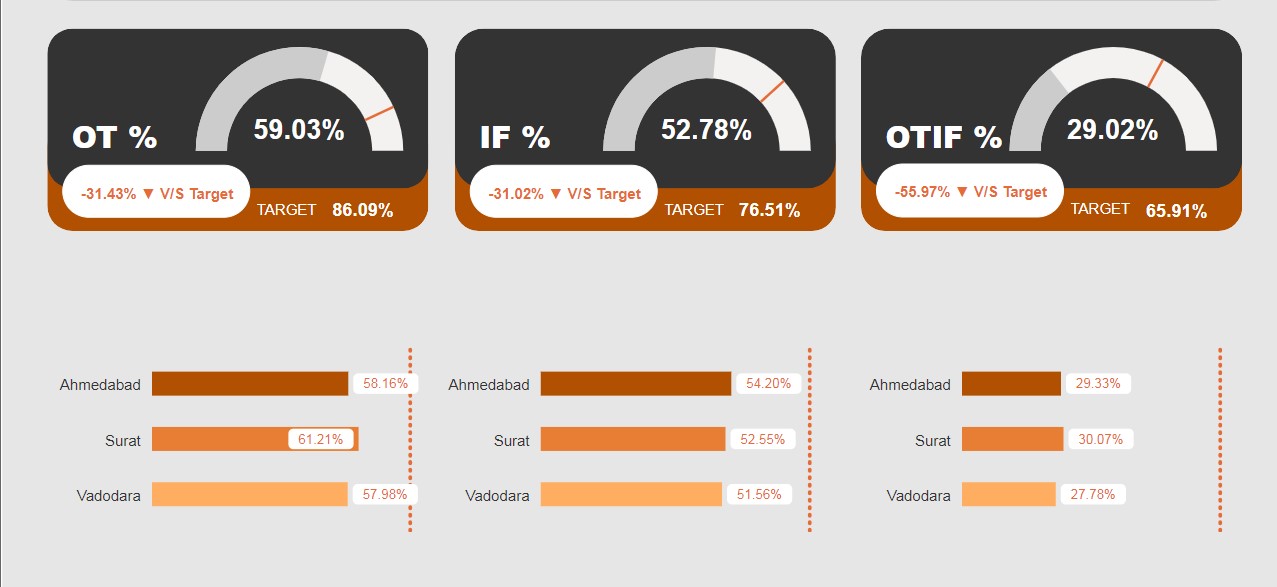 OT %
59.03%
-31.43% ▼ V/S Target
TARGET 86.09%
IF %
52.78%
-31.02% ▼ V/S Target
TARGET 76.51%
OTIF %
29.02%
-55.97% ▼ V/S Target
TARGET 65.91%
Ahmedabad 58.16%
Surat 61.21%
Vadodara 57.98%
Ahmedabad 54.20%
Surat 52.55%
Vadodara 51.56%
Ahmedabad 29.33%
Surat 30.07%
Vadodara 27.78%